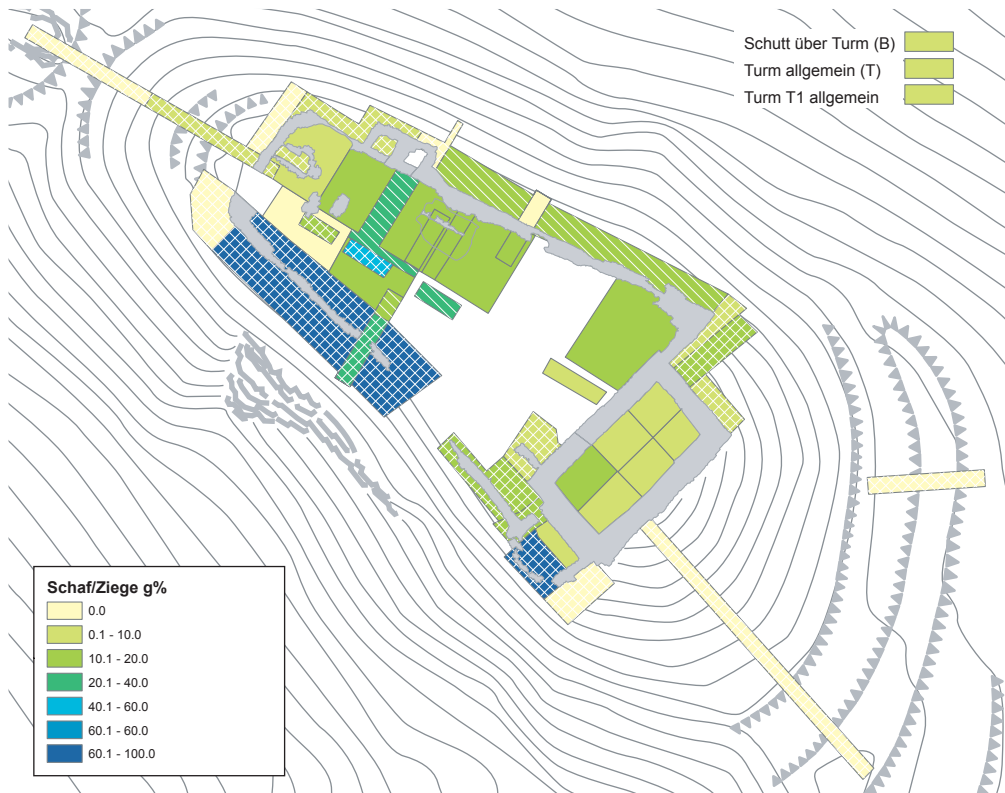 Schutt über Turm (B)
Turm allgemein (T)
Turm T1 allgemein
Schaf/Ziege g%
0.0
0.1 - 10.0
10.1 - 20.0
20.1 - 40.0
40.1 - 60.0
60.1 - 60.0
60.1 - 100.0